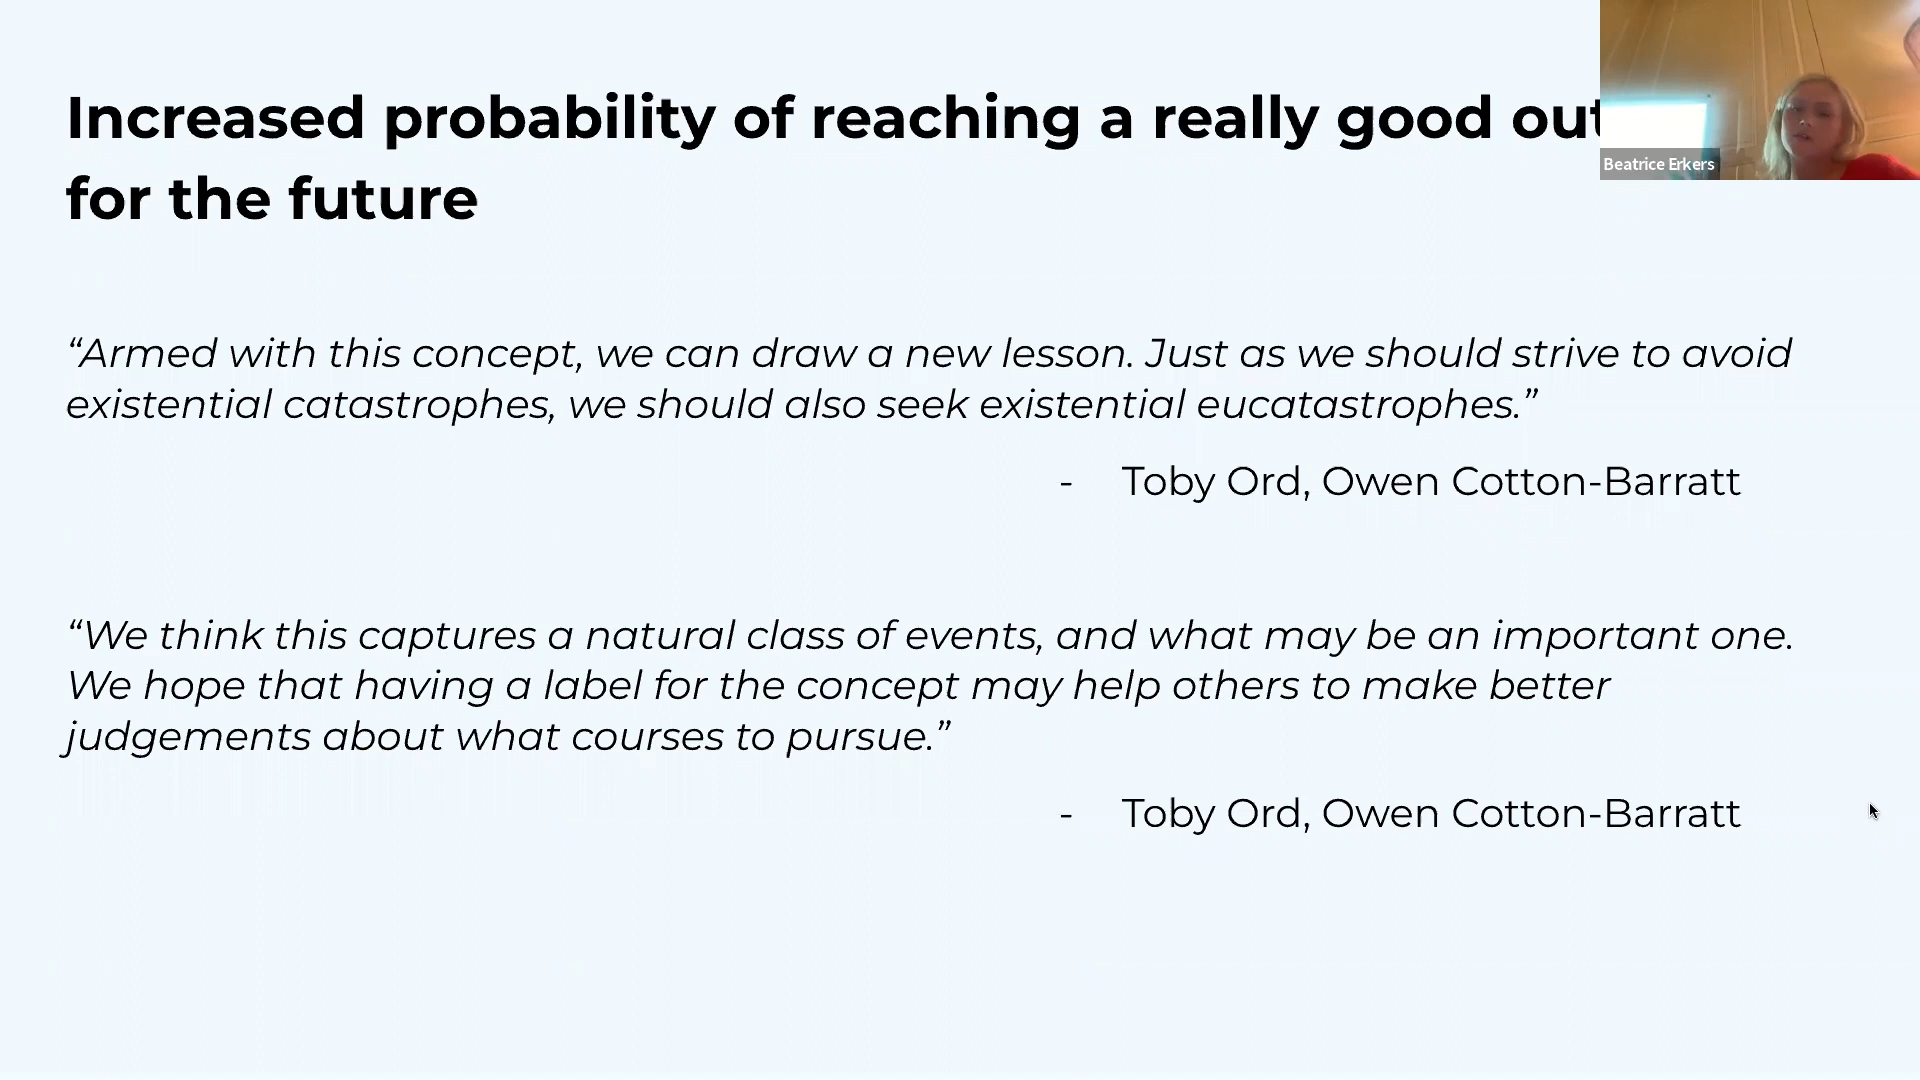 Increased probability of reaching a really good
for the future
Beatrice Erkers
“Armed with this concept, we can draw a new lesson. Just as we should strive to avoid
existential catastrophes, we should also seek existential eucatastrophes.”
- Toby Ord, Owen Cotton-Barratt
“We think this captures a natural class of events, and what may be an important one.
We hope that having a label for the concept may help others to make better
judgements about what courses to pursue.”
- Toby Ord, Owen Cotton-Barratt